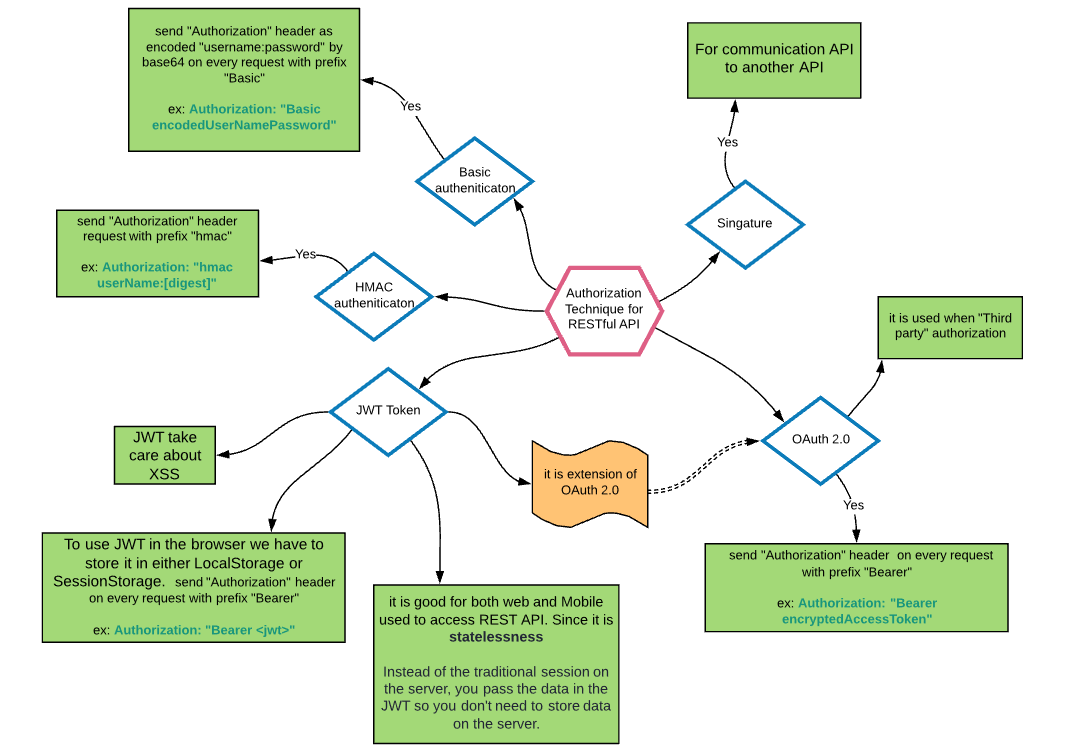 send "Authorization" header as
encoded "username:password" by
base64 on every request with prefix
"Basic"
ex: Authorization: "Basic
encodedUserNamePassword"
For communication API
to another API
Yes
Yes
Basic
autheniticaton
Singature
send "Authorization" header
request with prefix "hmac"
ex: Authorization: "hmac
userName:[digest]"
Yes
HMAC
autheniticaton
Authorization
Technique for
RESTful API
it is used when "Third
party" authorization
JWT Token
OAuth 2.0
JWT take
care about
XSS
it is extension of
OAuth 2.0
Yes
To use JWT in the browser we have to
store it in either LocalStorage or
SessionStorage. send "Authorization" header
on every request with prefix "Bearer"
ex: Authorization: "Bearer <jwt>"
send "Authorization" header on every request
with prefix "Bearer"
ex: Authorization: "Bearer
encryptedAccessToken"
it is good for both web and Mobile
used to access REST API. Since it is
statelessness
Instead of the traditional session on
the server, you pass the data in the
JWT so you don't need to store data
on the server.